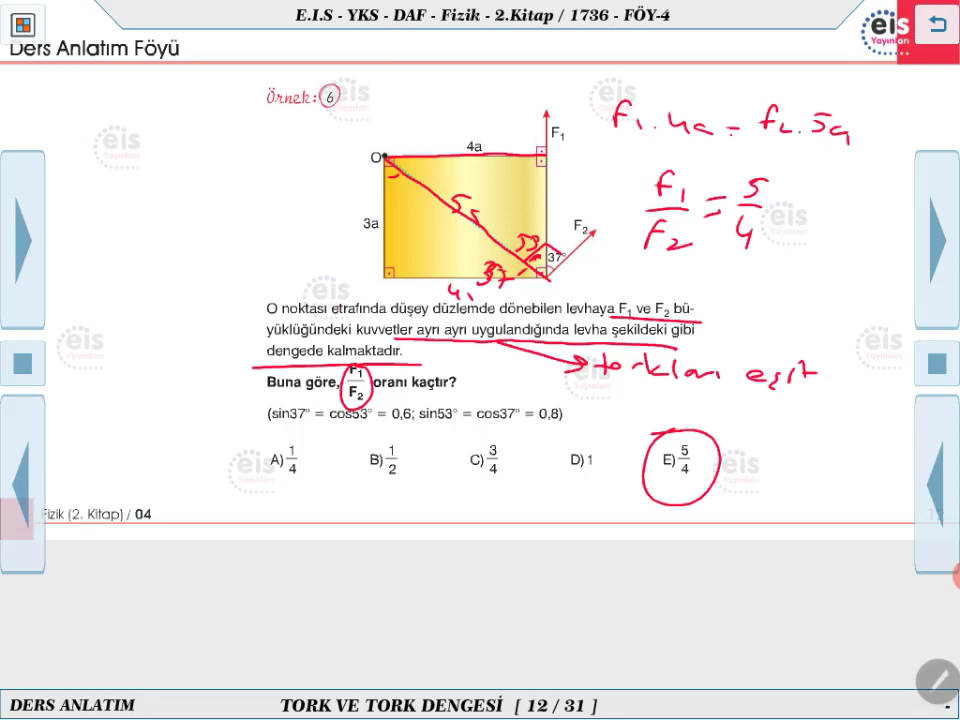 E.I.S - YKS - DAF - Fizik - 2.Kitap / 1736 - FÖY-4
Ders Anlatım Föyü
eis
Yayınları
Örnek: 6
F₁ . 4a = F₂ . 5a
F₁
4a
O
F₁/F₂ = 5/4
5a
3a
F₂
53
37°
37
O noktası etrafında düşey düzlemde dönebilen levhaya F₁ ve F₂ bü-
yüklüğündeki kuvvetler ayrı ayrı uygulandığında levha şekildeki gibi
dengede kalmaktadır.
torkları eşit
Buna göre, F₁/F₂ oranı kaçtır?
(sin37° = cos53° = 0,6; sin53° = cos37° = 0,8)
A) 1/4 B) 1/2 C) 3/4 D) 1 E) 5/4
Fizik (2. Kitap) / 04
DERS ANLATIM
TORK VE TORK DENGESİ [ 12 / 31 ]
-